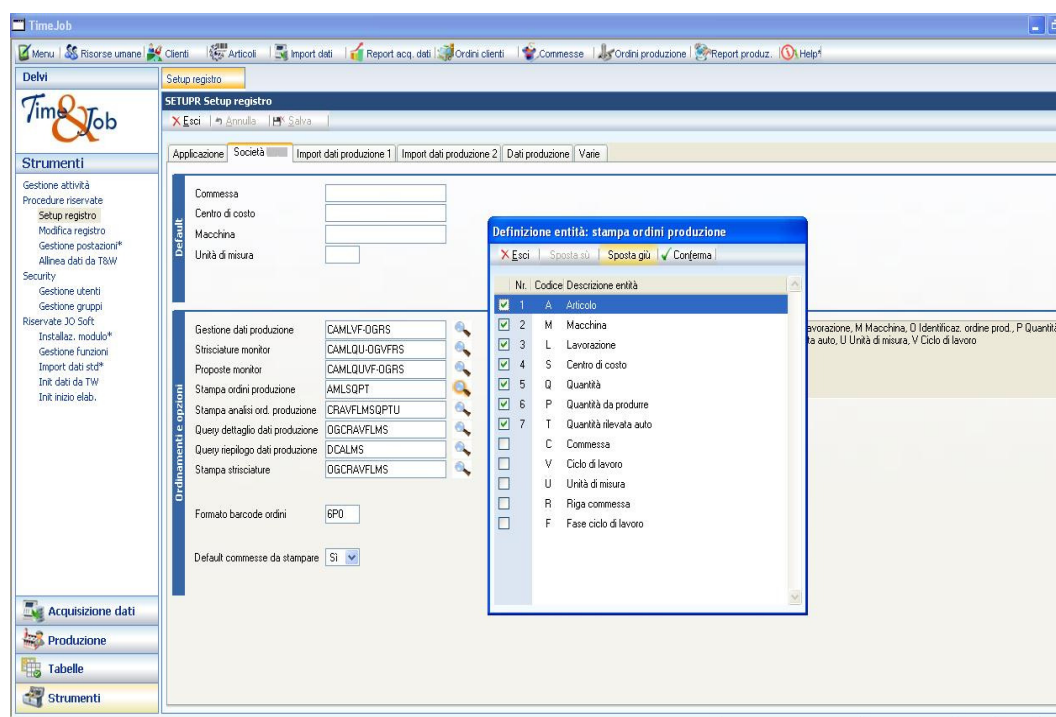 TimeJob
Menu Risorse umane Clienti Articoli Import dati Report acq. dati Ordini clienti Commesse Ordini produzione Report produz. Help*
Delvi
Time&Job
Strumenti
Gestione attività
Procedure riservate
Setup registro
Modifica registro
Gestione postazioni*
Allinea dati da T&W
Security
Gestione utenti
Gestione gruppi
Riservate JO Soft
Installaz. modulo*
Gestione funzioni
Import dati std*
Init dati da TW
Init inizio elab.
Acquisizione dati
Produzione
Tabelle
Strumenti
Setup registro
SETUPR Setup registro
Esci Annulla Salva
Applicazione Società Import dati produzione 1 Import dati produzione 2 Dati produzione Varie
Default
Commessa
Centro di costo
Macchina
Unità di misura
Ordinamenti e opzioni
Gestione dati produzione CAMLVF-OGRS
Strisciature monitor CAMLQU-OGVFRS
Proposte monitor CAMLQUVF-OGRS
Stampa ordini produzione AMLSQPT
Stampa analisi ord. produzione CRAVFLMSQPTU
Query dettaglio dati produzione OGCRAVFLMS
Query riepilogo dati produzione DCALMS
Stampa strisciature OGCRAVFLMS
Formato barcode ordini 6P0
Default commesse da stampare Sì
avorazione, M Macchina, O Identificaz. ordine prod., P Quantità
ta auto, U Unità di misura, V Ciclo di lavoro
Definizione entità: stampa ordini produzione
Esci Sposta sù Sposta giù Conferma
Nr. Codice Descrizione entità
1 A Articolo
2 M Macchina
3 L Lavorazione
4 S Centro di costo
5 Q Quantità
6 P Quantità da produrre
7 T Quantità rilevata auto
C Commessa
V Ciclo di lavoro
U Unità di misura
R Riga commessa
F Fase ciclo di lavoro